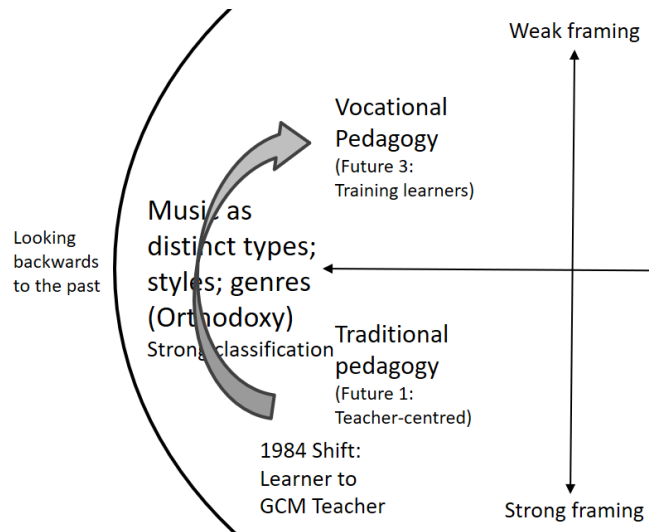 Weak framing
Vocational
Pedagogy
(Future 3:
Training learners)
Music as
distinct types;
styles; genres
(Orthodoxy)
Strong classification
Looking
backwards
to the past
Traditional
pedagogy
(Future 1:
Teacher-centred)
1984 Shift:
Learner to
GCM Teacher
Strong framing